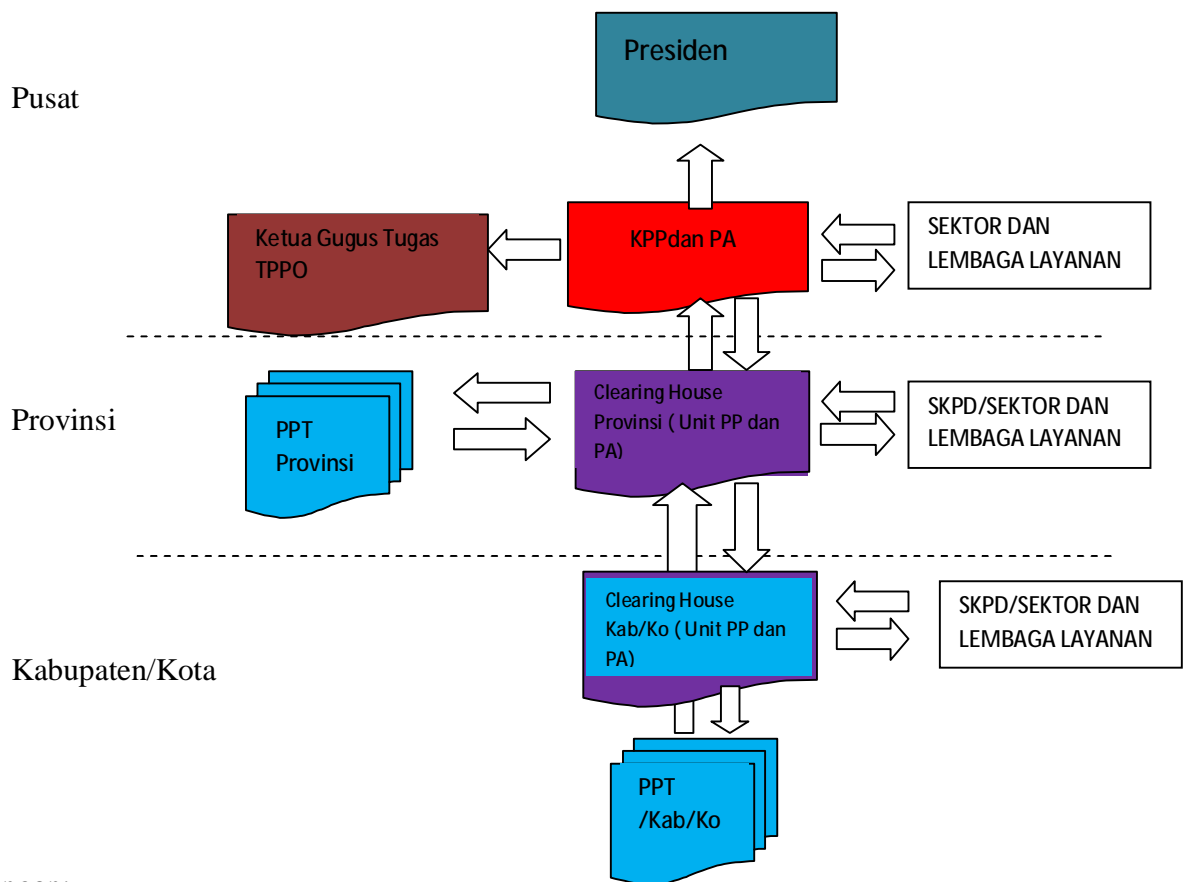 Presiden
Pusat
Ketua Gugus Tugas
TPPO
KPPdan PA
SEKTOR DAN
LEMBAGA LAYANAN
Provinsi
PPT
Provinsi
Clearing House
Provinsi ( Unit PP dan
PA)
SKPD/SEKTOR DAN
LEMBAGA LAYANAN
Kabupaten/Kota
Clearing House
Kab/Ko ( Unit PP dan
PA)
SKPD/SEKTOR DAN
LEMBAGA LAYANAN
PPT
/Kab/Ko